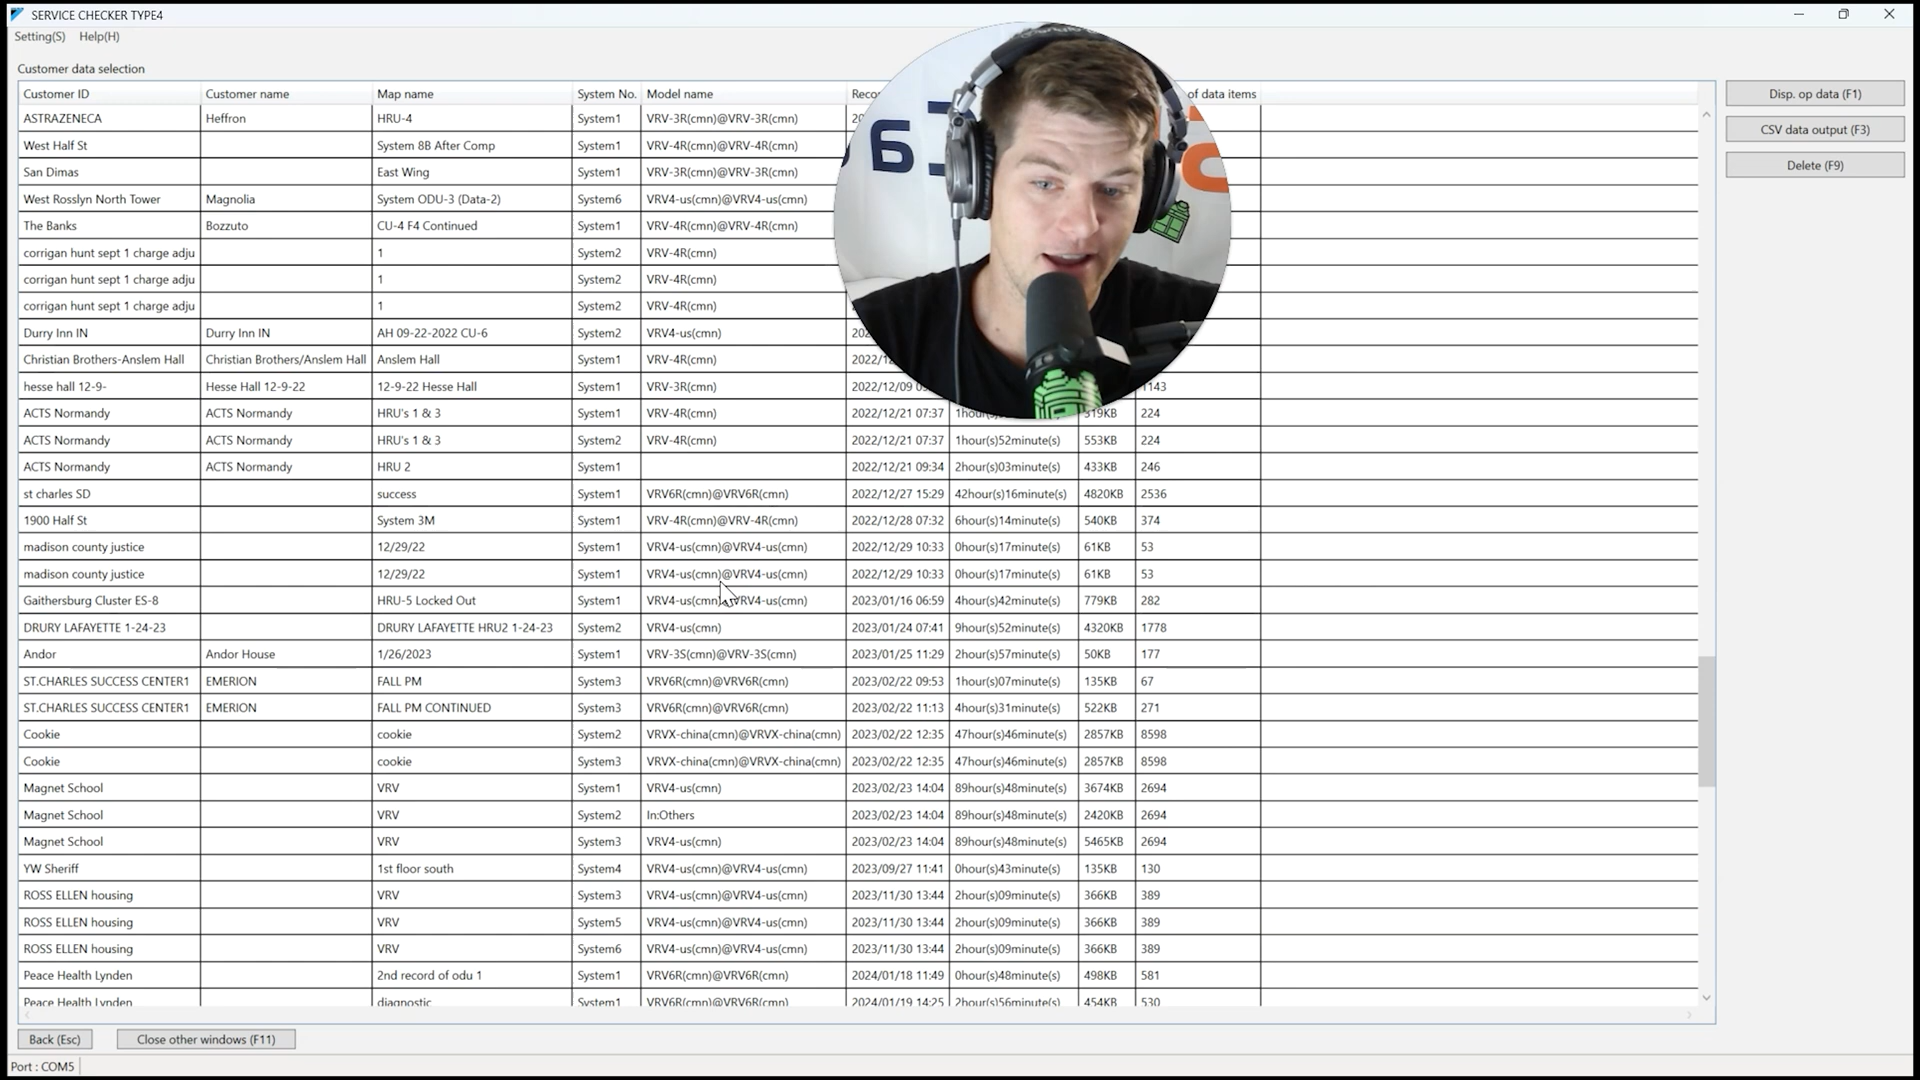 SERVICE CHECKER TYPE4
Setting(S) Help(H)
Customer data selection
Customer ID Customer name Map name System No. Model name of data items
ASTRAZENECA Heffron HRU-4 System1 VRV-3R(cmn)@VRV-3R(cmn)
West Half St System 8B After Comp System1 VRV-4R(cmn)@VRV-4R(cmn)
San Dimas East Wing System1 VRV-3R(cmn)@VRV-3R(cmn)
West Rosslyn North Tower Magnolia System ODU-3 (Data-2) System6 VRV4-us(cmn)@VRV4-us(cmn)
The Banks Bozzuto CU-4 F4 Continued System1 VRV-4R(cmn)@VRV-4R(cmn)
corrigan hunt sept 1 charge adju 1 System2 VRV-4R(cmn)
corrigan hunt sept 1 charge adju 1 System2 VRV-4R(cmn)
corrigan hunt sept 1 charge adju 1 System2 VRV-4R(cmn)
Durry Inn IN Durry Inn IN AH 09-22-2022 CU-6 System2 VRV4-us(cmn)
Christian Brothers-Anslem Hall Christian Brothers/Anslem Hall Anslem Hall System1 VRV-4R(cmn) 2022/12/
hesse hall 12-9- Hesse Hall 12-9-22 12-9-22 Hesse Hall System1 VRV-3R(cmn) 2022/12/09 1143
ACTS Normandy ACTS Normandy HRU's 1 & 3 System1 VRV-4R(cmn) 2022/12/21 07:37 319KB 224
ACTS Normandy ACTS Normandy HRU's 1 & 3 System2 VRV-4R(cmn) 2022/12/21 07:37 1hour(s)52minute(s) 553KB 224
ACTS Normandy ACTS Normandy HRU 2 System1 2022/12/21 09:34 2hour(s)03minute(s) 433KB 246
st charles SD success System1 VRV6R(cmn)@VRV6R(cmn) 2022/12/27 15:29 42hour(s)16minute(s) 4820KB 2536
1900 Half St System 3M System1 VRV-4R(cmn)@VRV-4R(cmn) 2022/12/28 07:32 6hour(s)14minute(s) 540KB 374
madison county justice 12/29/22 System1 VRV4-us(cmn)@VRV4-us(cmn) 2022/12/29 10:33 0hour(s)17minute(s) 61KB 53
madison county justice 12/29/22 System1 VRV4-us(cmn)@VRV4-us(cmn) 2022/12/29 10:33 0hour(s)17minute(s) 61KB 53
Gaithersburg Cluster ES-8 HRU-5 Locked Out System1 VRV4-us(cmn)@VRV4-us(cmn) 2023/01/16 06:59 4hour(s)42minute(s) 779KB 282
DRURY LAFAYETTE 1-24-23 DRURY LAFAYETTE HRU2 1-24-23 System2 VRV4-us(cmn) 2023/01/24 07:41 9hour(s)52minute(s) 4320KB 1778
Andor Andor House 1/26/2023 System1 VRV-3S(cmn)@VRV-3S(cmn) 2023/01/25 11:29 2hour(s)57minute(s) 50KB 177
ST.CHARLES SUCCESS CENTER1 EMERION FALL PM System3 VRV6R(cmn)@VRV6R(cmn) 2023/02/22 09:53 1hour(s)07minute(s) 135KB 67
ST.CHARLES SUCCESS CENTER1 EMERION FALL PM CONTINUED System3 VRV6R(cmn)@VRV6R(cmn) 2023/02/22 11:13 4hour(s)31minute(s) 522KB 271
Cookie cookie System2 VRVX-china(cmn)@VRVX-china(cmn) 2023/02/22 12:35 47hour(s)46minute(s) 2857KB 8598
Cookie cookie System3 VRVX-china(cmn)@VRVX-china(cmn) 2023/02/22 12:35 47hour(s)46minute(s) 2857KB 8598
Magnet School VRV System1 VRV4-us(cmn) 2023/02/23 14:04 89hour(s)48minute(s) 3674KB 2694
Magnet School VRV System2 In:Others 2023/02/23 14:04 89hour(s)48minute(s) 2420KB 2694
Magnet School VRV System3 VRV4-us(cmn) 2023/02/23 14:04 89hour(s)48minute(s) 5465KB 2694
YW Sheriff 1st floor south System4 VRV4-us(cmn)@VRV4-us(cmn) 2023/09/27 11:41 0hour(s)43minute(s) 135KB 130
ROSS ELLEN housing VRV System3 VRV4-us(cmn)@VRV4-us(cmn) 2023/11/30 13:44 2hour(s)09minute(s) 366KB 389
ROSS ELLEN housing VRV System5 VRV4-us(cmn)@VRV4-us(cmn) 2023/11/30 13:44 2hour(s)09minute(s) 366KB 389
ROSS ELLEN housing VRV System6 VRV4-us(cmn)@VRV4-us(cmn) 2023/11/30 13:44 2hour(s)09minute(s) 366KB 389
Peace Health Lynden 2nd record of odu 1 System1 VRV6R(cmn)@VRV6R(cmn) 2024/01/18 11:49 0hour(s)48minute(s) 498KB 581
Peace Health Lynden diagnostic System1 VRV6R(cmn)@VRV6R(cmn) 2024/01/19 14:25 2hour(s)56minute(s) 454KB 530
Disp. op data (F1)
CSV data output (F3)
Delete (F9)
Back (Esc) Close other windows (F11)
Port : COM5